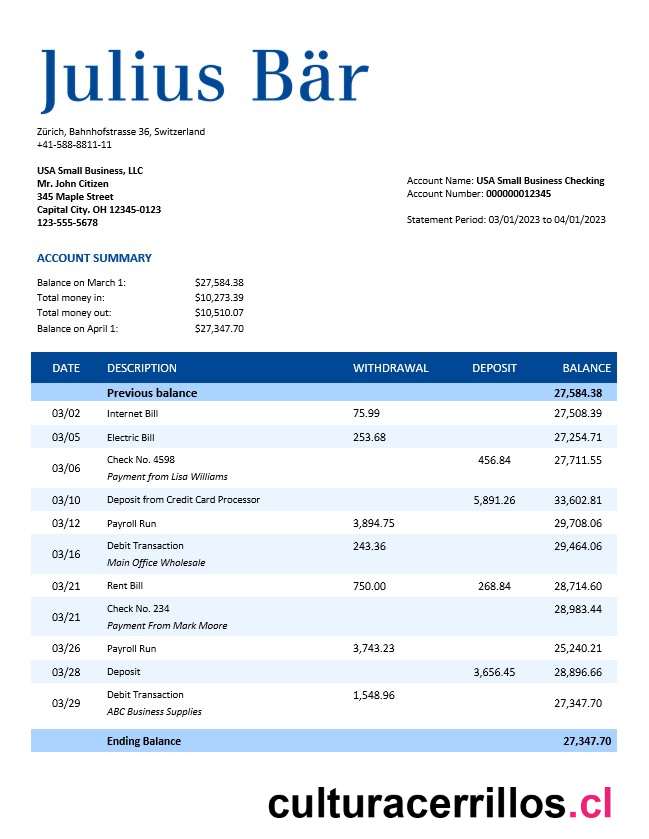 Julius Bär
Zürich, Bahnhofstrasse 36, Switzerland
+41-588-8811-11
USA Small Business, LLC
Mr. John Citizen
345 Maple Street
Capital City. OH 12345-0123
123-555-5678
Account Name: USA Small Business Checking
Account Number: 000000012345
Statement Period: 03/01/2023 to 04/01/2023
ACCOUNT SUMMARY
Balance on March 1: $27,584.38
Total money in: $10,273.39
Total money out: $10,510.07
Balance on April 1: $27,347.70
DATE DESCRIPTION WITHDRAWAL DEPOSIT BALANCE
Previous balance 27,584.38
03/02 Internet Bill 75.99 27,508.39
03/05 Electric Bill 253.68 27,254.71
03/06 Check No. 4598 456.84 27,711.55
Payment from Lisa Williams
03/10 Deposit from Credit Card Processor 5,891.26 33,602.81
03/12 Payroll Run 3,894.75 29,708.06
03/16 Debit Transaction 243.36 29,464.06
Main Office Wholesale
03/21 Rent Bill 750.00 268.84 28,714.60
03/21 Check No. 234 28,983.44
Payment From Mark Moore
03/26 Payroll Run 3,743.23 25,240.21
03/28 Deposit 3,656.45 28,896.66
03/29 Debit Transaction 1,548.96 27,347.70
ABC Business Supplies
Ending Balance 27,347.70
culturacerrillos.cl